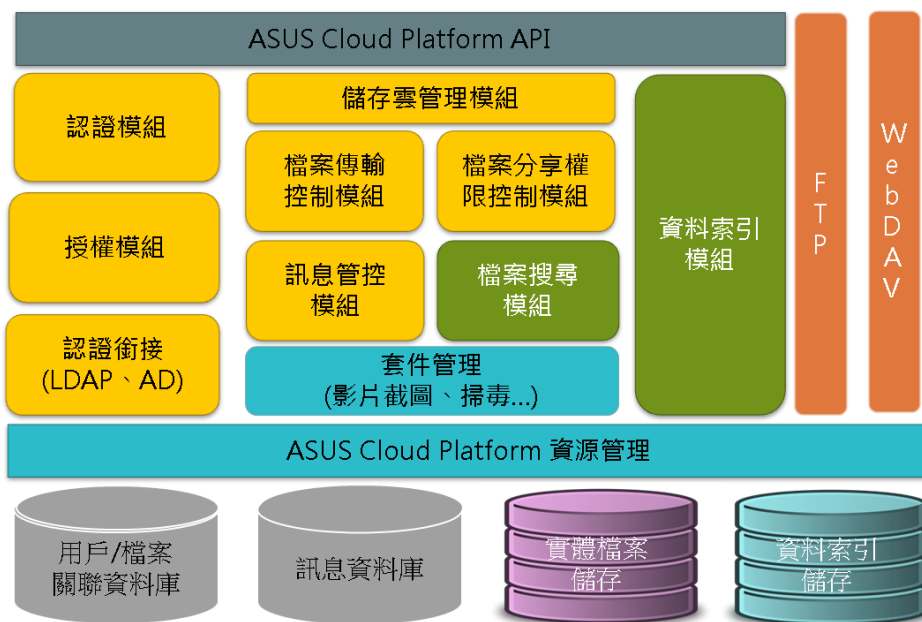 ASUS Cloud Platform API
認證模組
授權模組
認證銜接
(LDAP、AD)
儲存雲管理模組
檔案傳輸
控制模組
檔案分享權
限控制模組
訊息管控
模組
檔案搜尋
模組
套件管理
(影片截圖、掃毒...)
資料索引
模組
FTP
WebDAV
ASUS Cloud Platform 資源管理
用戶/檔案
關聯資料庫
訊息資料庫
實體檔案
儲存
資料索引
儲存